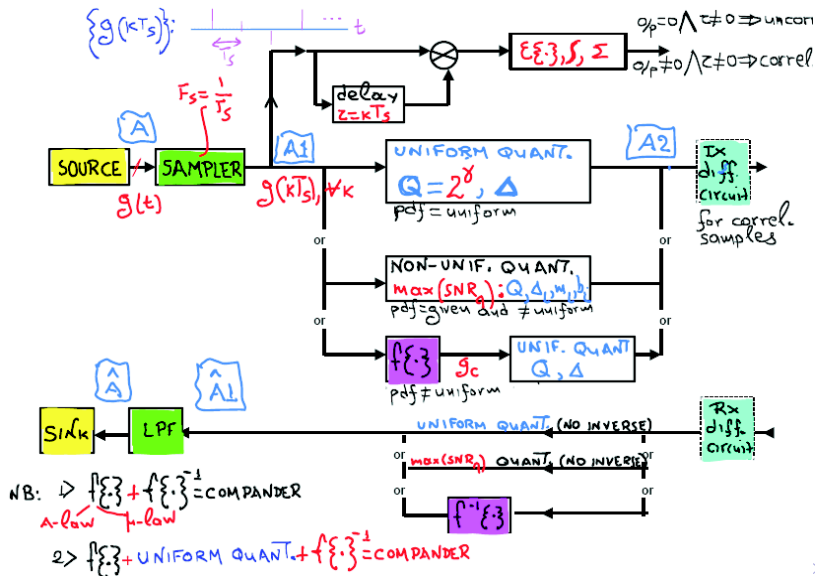 {g(kTs)}:
...
t
Ts
o/p=0 ∧ τ≠0 ⇒ uncor
o/p≠0 ∧ τ≠0 ⇒ correl.
Fs = 1/Ts
delay
τ=kTs
ℰ{·}, ∫, Σ
A
A1
A2
SOURCE
SAMPLER
g(t)
g(kTs), ∀k
UNIFORM QUANT.
Q=2^γ, Δ
pdf=uniform
Tx
diff.
circuit
for correl.
samples
or
or
NON-UNIF. QUANT.
max(SNRq): Q, Δi, mi, bi
pdf=given and ≠uniform
or
or
f{·}
gc
UNIF. QUANT
Q, Δ
pdf≠uniform
Â
Â1
SINK
LPF
UNIFORM QUANT. (NO INVERSE)
Rx
diff.
circuit
or
or
max(SNRq) QUANT. (NO INVERSE)
or
or
f⁻¹{·}
NB: 1> f{·} + f{·}⁻¹ = COMPANDER
A-law
μ-law
2> f{·} + UNIFORM QUANT. + f{·}⁻¹ = COMPANDER